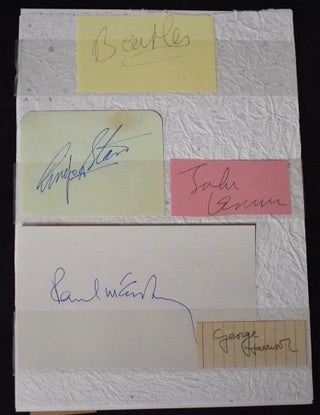 Beatles
Ringo Starr
John
Lennon
Paul McCartney
George
Harrison